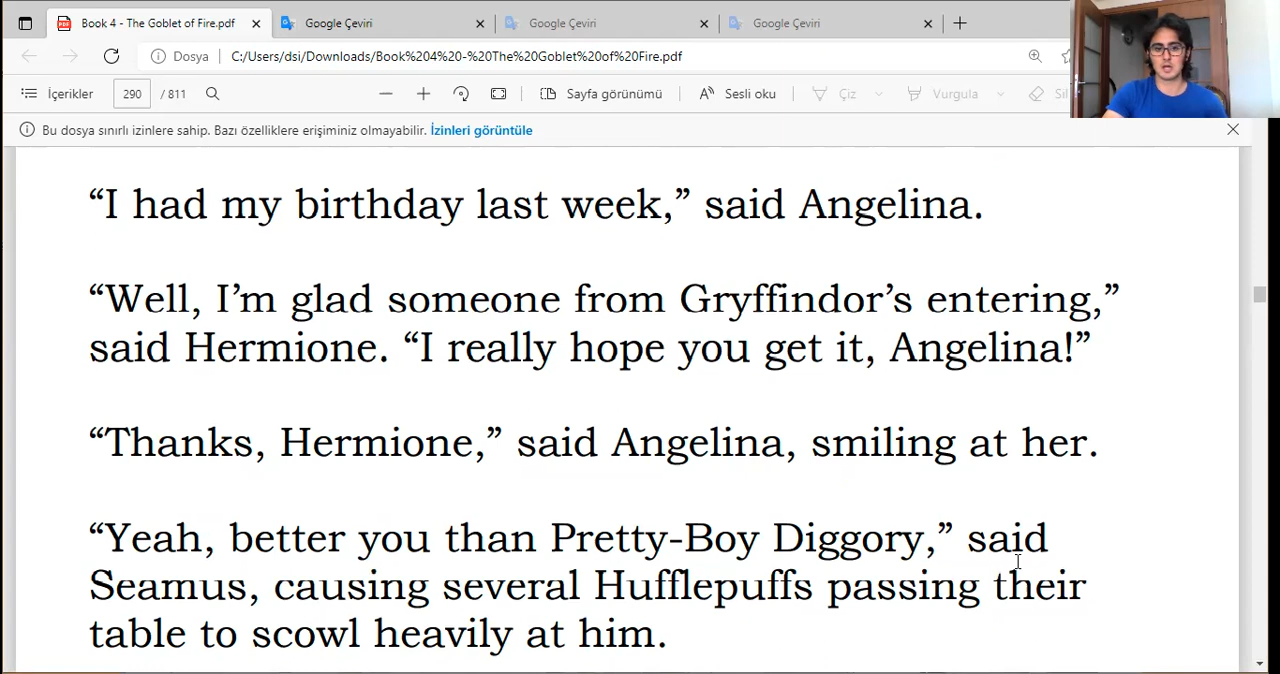 Book 4 - The Goblet of Fire.pdf
Google Çeviri
Google Çeviri
Google Çeviri
Dosya
C:/Users/dsi/Downloads/Book%204%20-%20The%20Goblet%20of%20Fire.pdf
İçerikler
290 / 811
Sayfa görünümü
Sesli oku
Çiz
Vurgula
Bu dosya sınırlı izinlere sahip. Bazı özelliklere erişiminiz olmayabilir. İzinleri görüntüle
“I had my birthday last week,” said Angelina.
“Well, I’m glad someone from Gryffindor’s entering,”
said Hermione. “I really hope you get it, Angelina!”
“Thanks, Hermione,” said Angelina, smiling at her.
“Yeah, better you than Pretty-Boy Diggory,” said
Seamus, causing several Hufflepuffs passing their
table to scowl heavily at him.